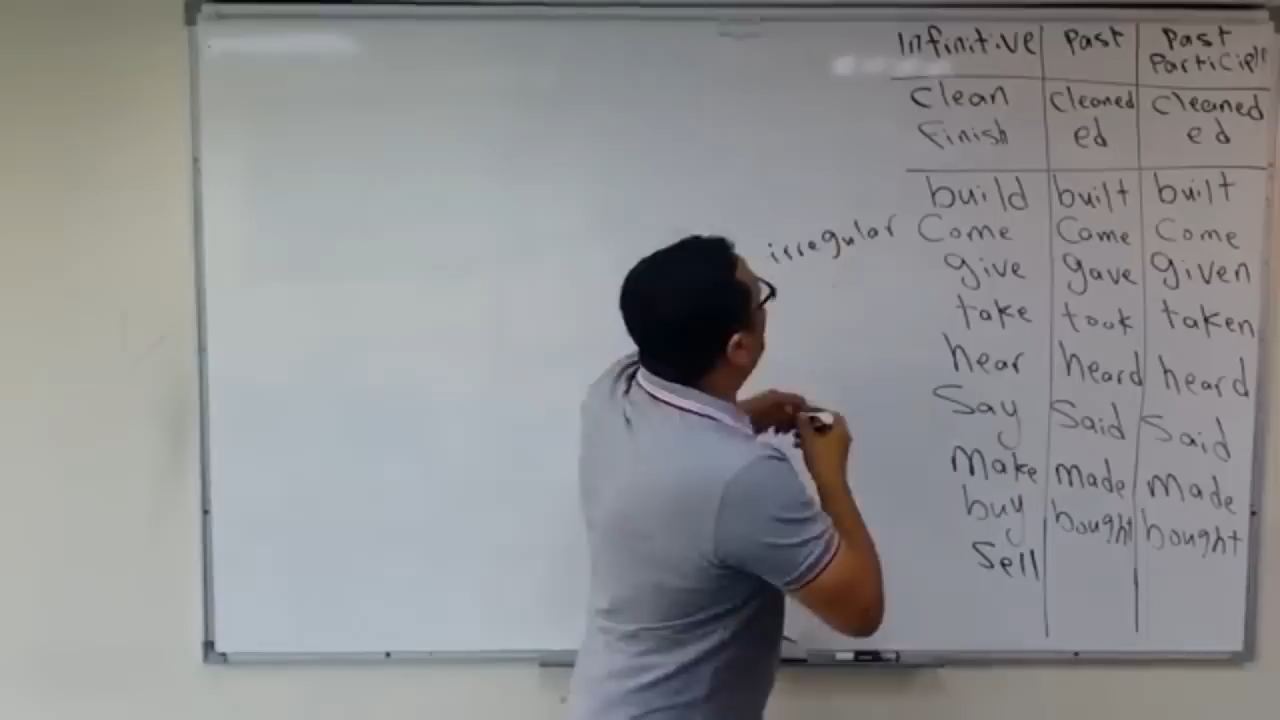 Infinitive Past Past Participle
Clean Cleaned Cleaned
Finish ed ed
build built built
irregular Come Came Come
give gave given
take took taken
hear heard heard
Say Said Said
Make Made Made
buy bought bought
Sell